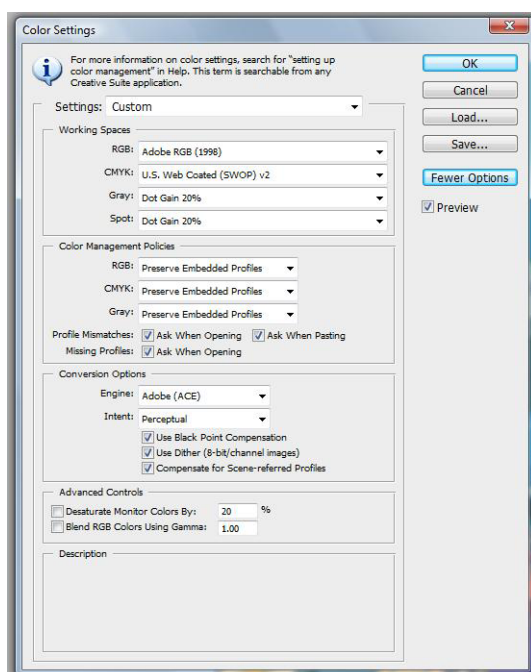 Color Settings
For more information on color settings, search for "setting up
color management" in Help. This term is searchable from any
Creative Suite application.
Settings: Custom
Working Spaces
RGB: Adobe RGB (1998)
CMYK: U.S. Web Coated (SWOP) v2
Gray: Dot Gain 20%
Spot: Dot Gain 20%
Color Management Policies
RGB: Preserve Embedded Profiles
CMYK: Preserve Embedded Profiles
Gray: Preserve Embedded Profiles
Profile Mismatches: Ask When Opening Ask When Pasting
Missing Profiles: Ask When Opening
Conversion Options
Engine: Adobe (ACE)
Intent: Perceptual
Use Black Point Compensation
Use Dither (8-bit/channel images)
Compensate for Scene-referred Profiles
Advanced Controls
Desaturate Monitor Colors By: 20 %
Blend RGB Colors Using Gamma: 1.00
Description
OK
Cancel
Load...
Save...
Fewer Options
Preview